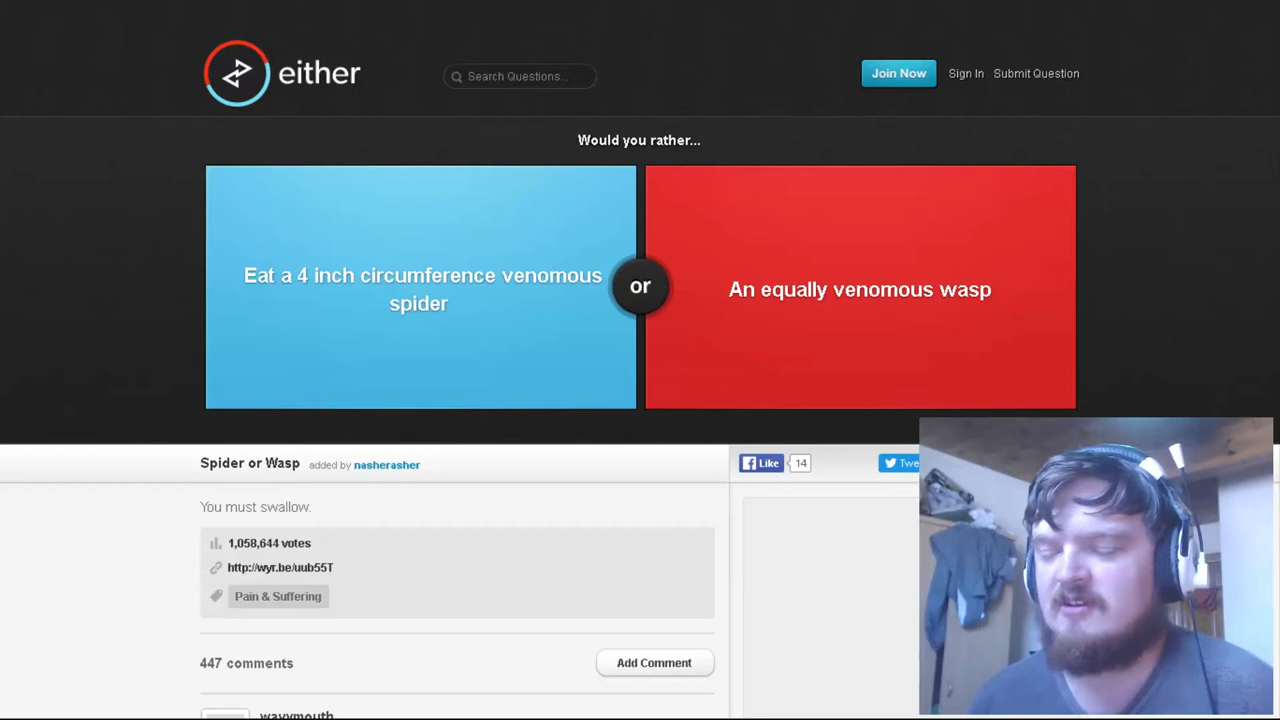 either
Search Questions...
Join Now
Sign In
Submit Question
Would you rather...
Eat a 4 inch circumference venomous
spider
or
An equally venomous wasp
Spider or Wasp
added by nasherasher
Like
14
Twe
You must swallow.
1,058,644 votes
http://wyr.be/uub55T
Pain & Suffering
447 comments
Add Comment
wavymouth